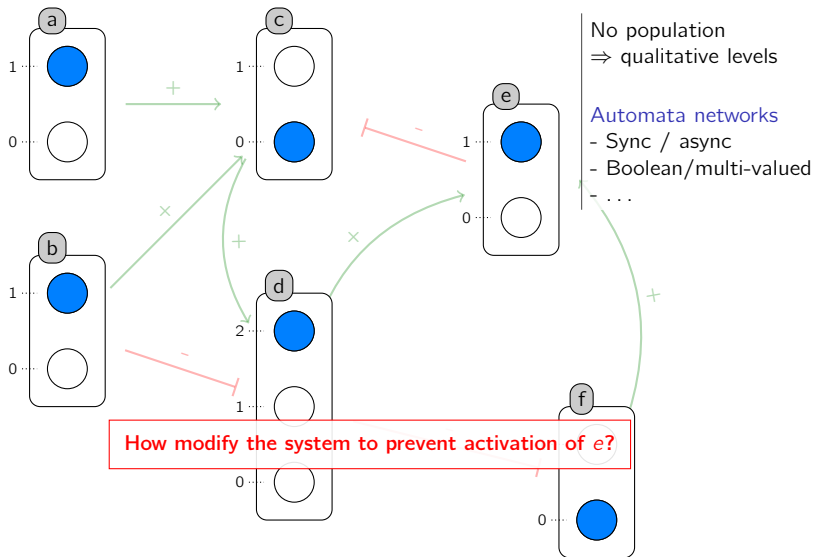 a
c
No population
⇒ qualitative levels
1
1
+
e
0
0
-
1
Automata networks
- Sync / async
- Boolean/multi-valued
- . . .
×
0
b
+
×
d
1
2
+
-
0
1
f
How modify the system to prevent activation of e?
0
0